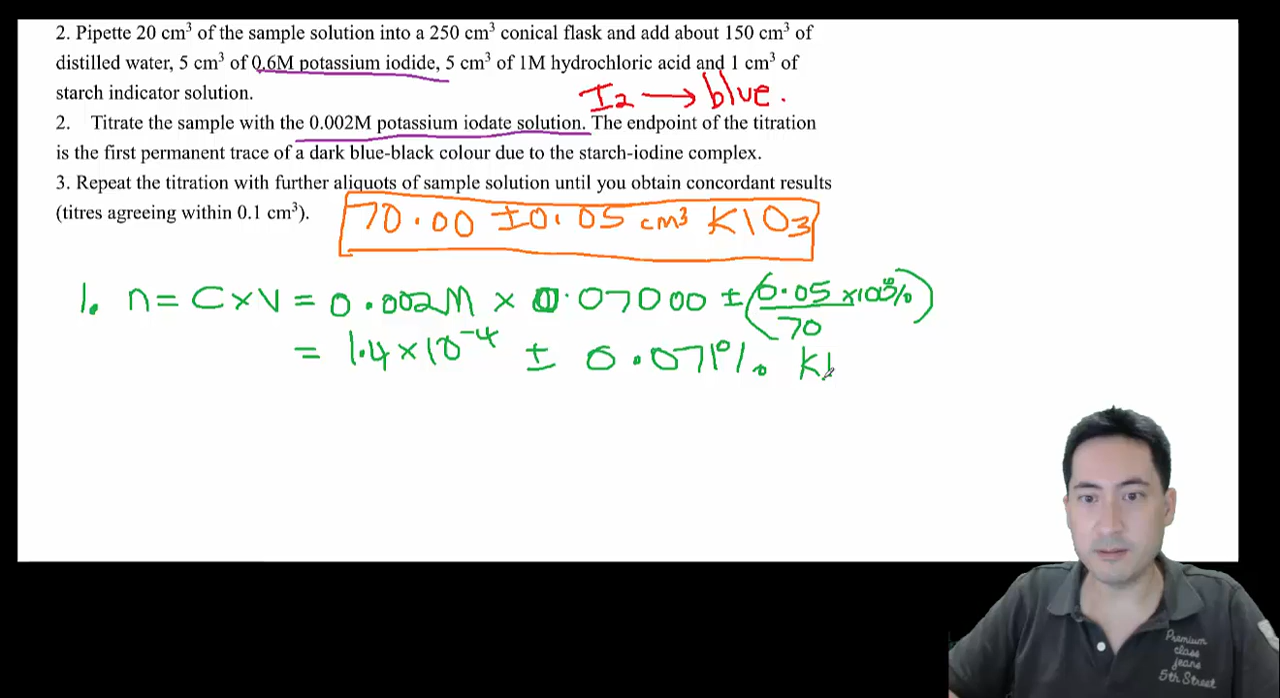 2. Pipette 20 cm³ of the sample solution into a 250 cm³ conical flask and add about 150 cm³ of
distilled water, 5 cm³ of 0.6M potassium iodide, 5 cm³ of 1M hydrochloric acid and 1 cm³ of
starch indicator solution.
I2 → blue.
2. Titrate the sample with the 0.002M potassium iodate solution. The endpoint of the titration
is the first permanent trace of a dark blue-black colour due to the starch-iodine complex.
3. Repeat the titration with further aliquots of sample solution until you obtain concordant results
(titres agreeing within 0.1 cm³).
70.00 ±0.05 cm³ KIO3
1. n = C×V = 0.002M × 0.07000 ± (0.05/70 ×100%)
= 1.4×10⁻⁴ ± 0.071% KI
Premium
class
jeans
5th Street